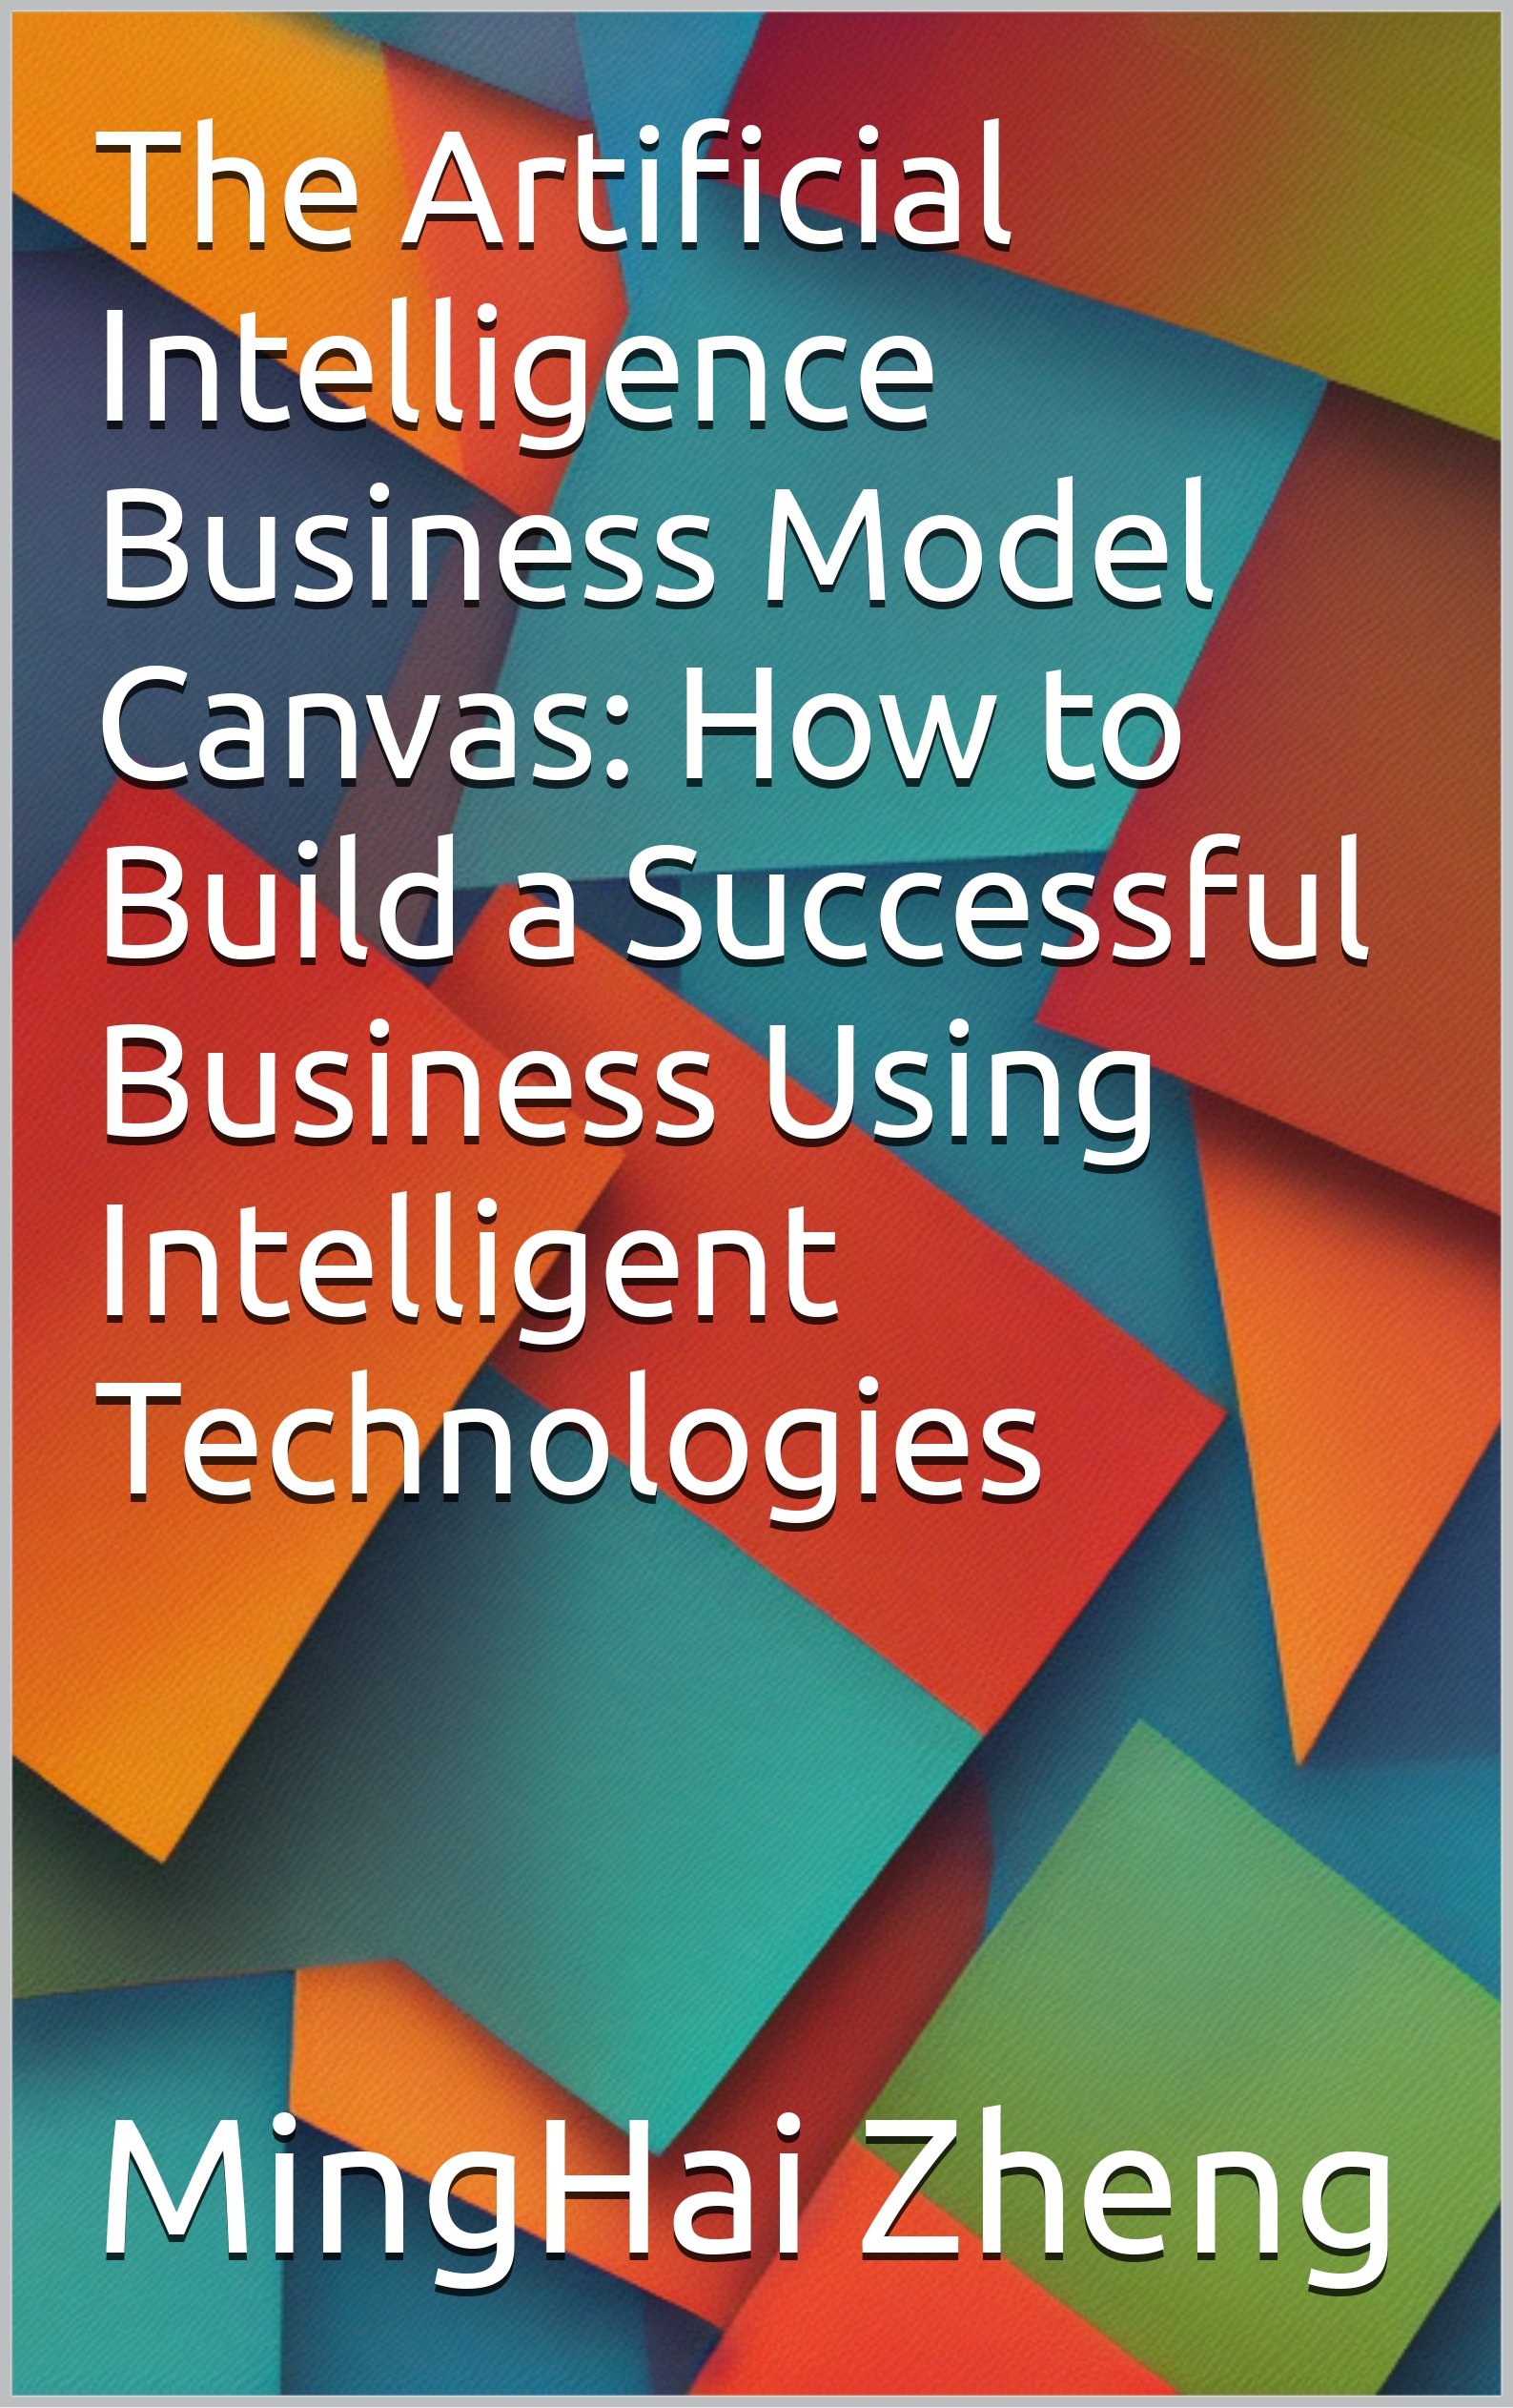 The Artificial
Intelligence
Business Model
Canvas: How to
Build a Successful
Business Using
Intelligent
Technologies
MingHai Zheng